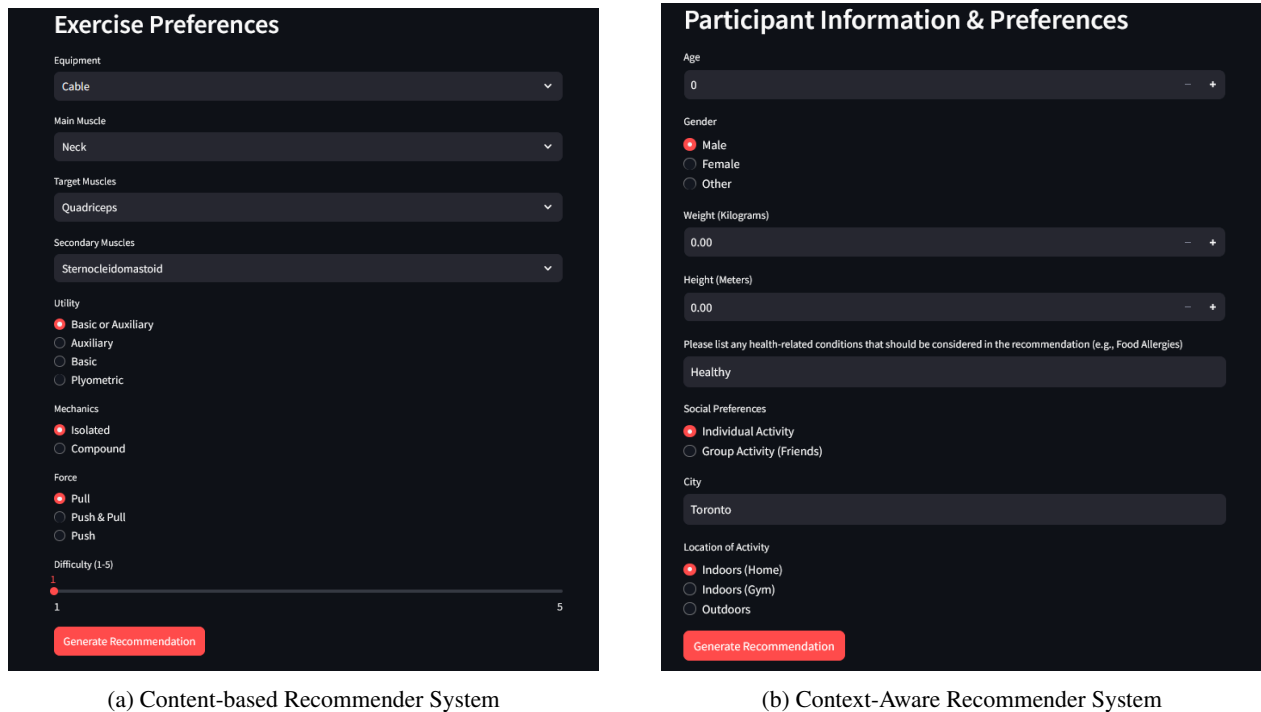 Exercise Preferences
Equipment
Cable
Main Muscle
Neck
Target Muscles
Quadriceps
Secondary Muscles
Sternocleidomastoid
Utility
Basic or Auxiliary
Auxiliary
Basic
Plyometric
Mechanics
Isolated
Compound
Force
Pull
Push & Pull
Push
Difficulty (1-5)
1
1 5
Generate Recommendation
(a) Content-based Recommender System
Participant Information & Preferences
Age
0
Gender
Male
Female
Other
Weight (Kilograms)
0.00
Height (Meters)
0.00
Please list any health-related conditions that should be considered in the recommendation (e.g., Food Allergies)
Healthy
Social Preferences
Individual Activity
Group Activity (Friends)
City
Toronto
Location of Activity
Indoors (Home)
Indoors (Gym)
Outdoors
Generate Recommendation
(b) Context-Aware Recommender System